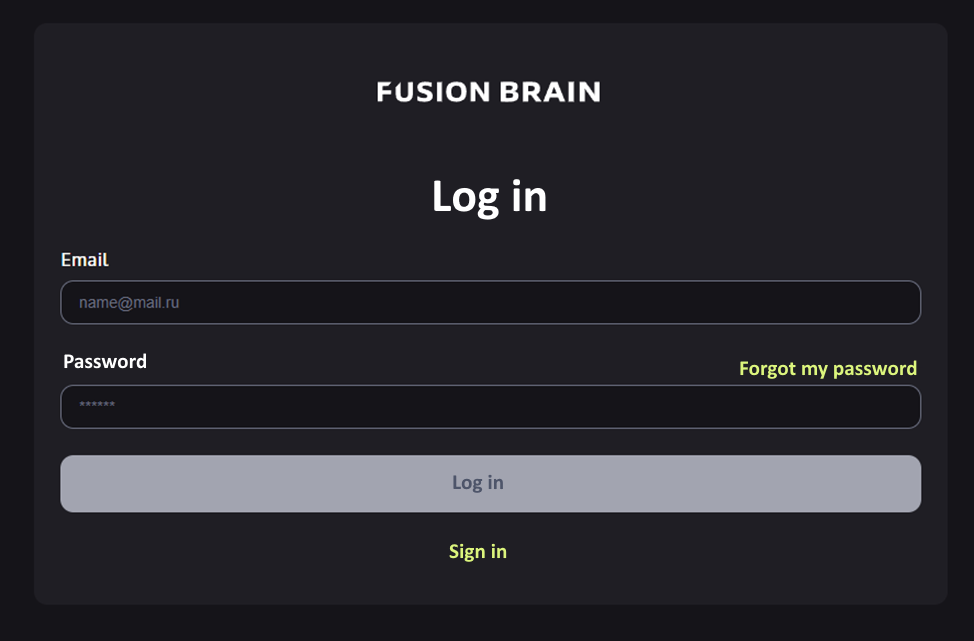 FUSION BRAIN
Log in
Email
name@mail.ru
Password
Forgot my password
******
Log in
Sign in